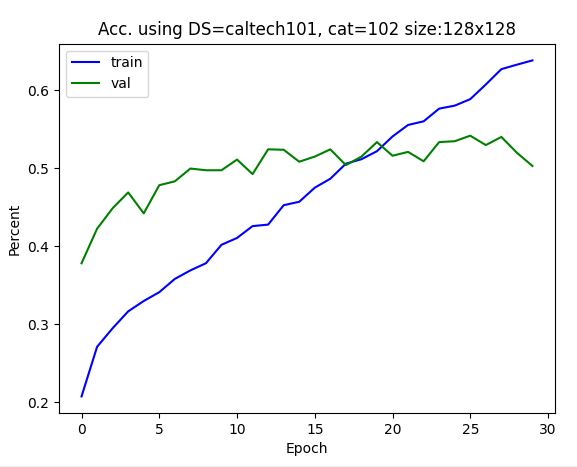 Acc. using DS=caltech101, cat=102 size:128x128
train
val
Percent
0.6
0.5
0.4
0.3
0.2
0 5 10 15 20 25 30
Epoch